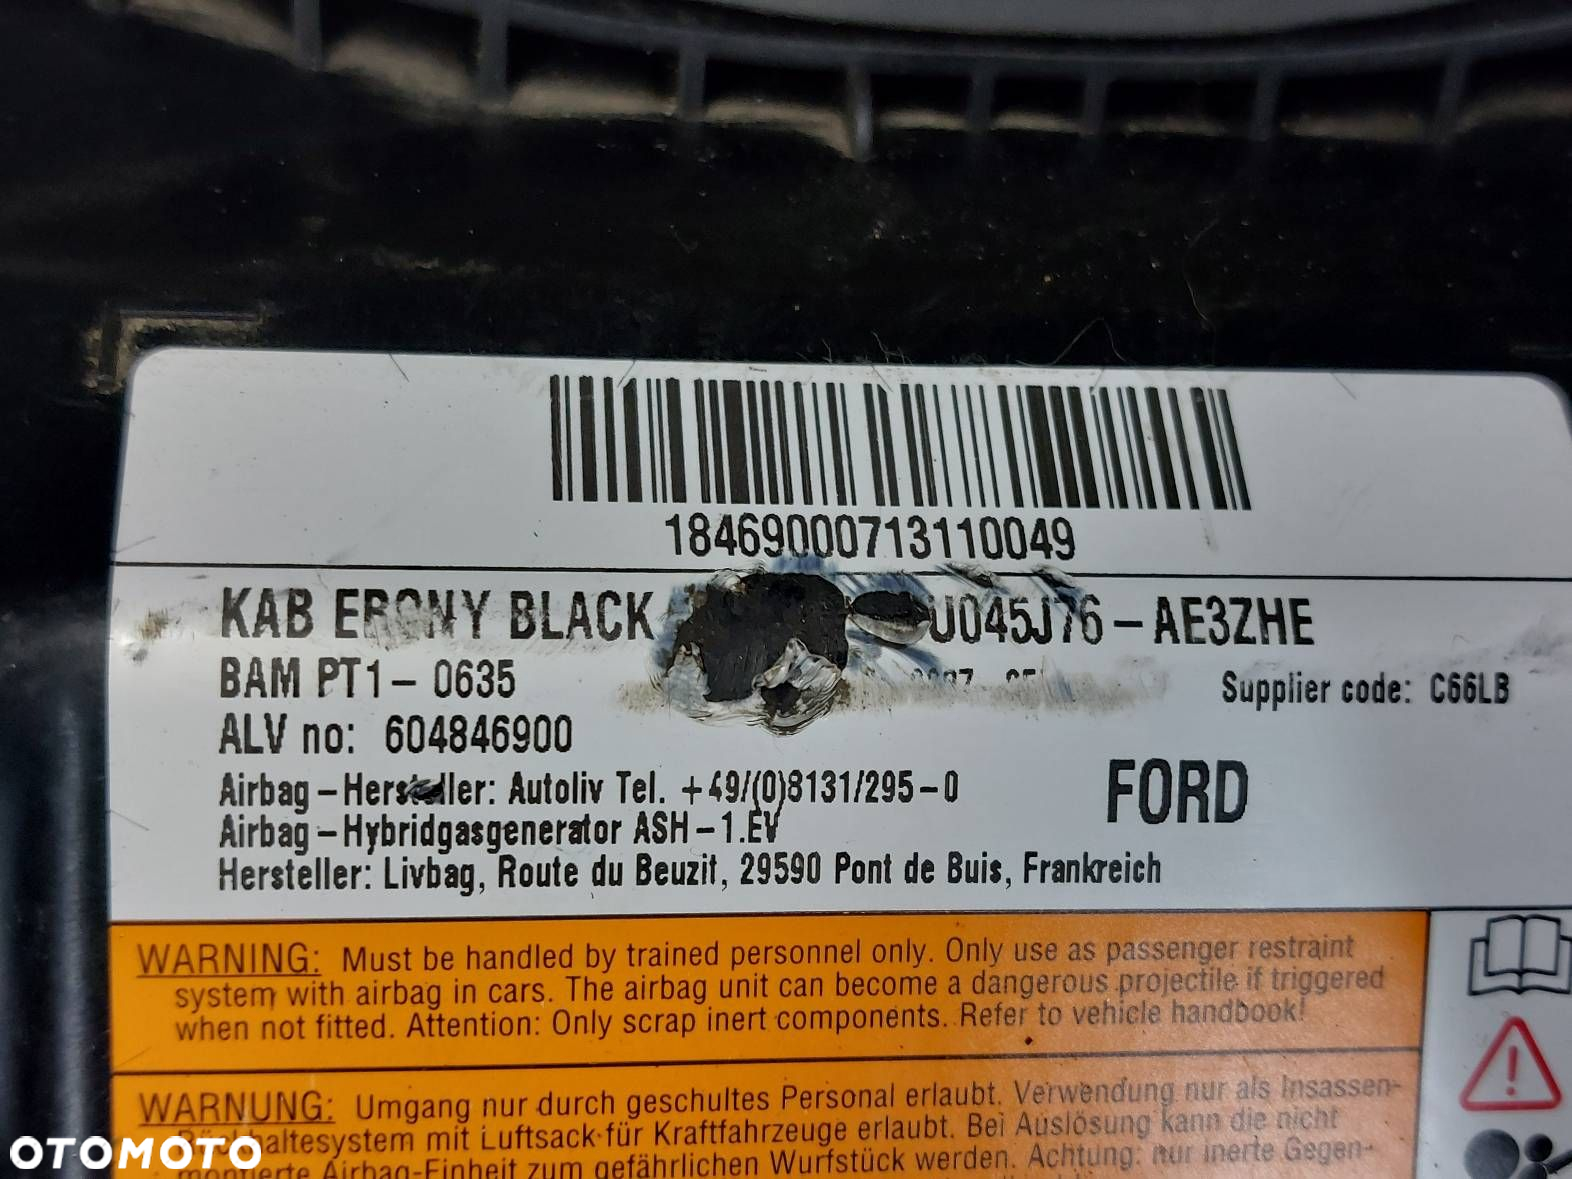 18469000713110049
KAB EBONY BLACK U045J76-AE3ZHE
BAM PT1- 0635 Supplier code: C66LB
ALV no: 604846900
Airbag-Hersteller: Autoliv Tel. +49/(0)8131/295-0
FORD
Airbag-Hybridgasgenerator ASH-1.EV
Hersteller: Livbag, Route du Beuzit, 29590 Pont de Buis, Frankreich
WARNING: Must be handled by trained personnel only. Only use as passenger restraint
system with airbag in cars. The airbag unit can become a dangerous projectile if triggered
when not fitted. Attention: Only scrap inert components. Refer to vehicle handbook!
WARNUNG: Umgang nur durch geschultes Personal erlaubt. Verwendung nur als Insassen-
Rückhaltesystem mit Luftsack für Kraftfahrzeuge erlaubt. Bei Auslösung kann die nicht
montierte Airbag-Einheit zum gefährlichen Wurfstück werden. Achtung: nur inerte Gegen-
OTOMOTO